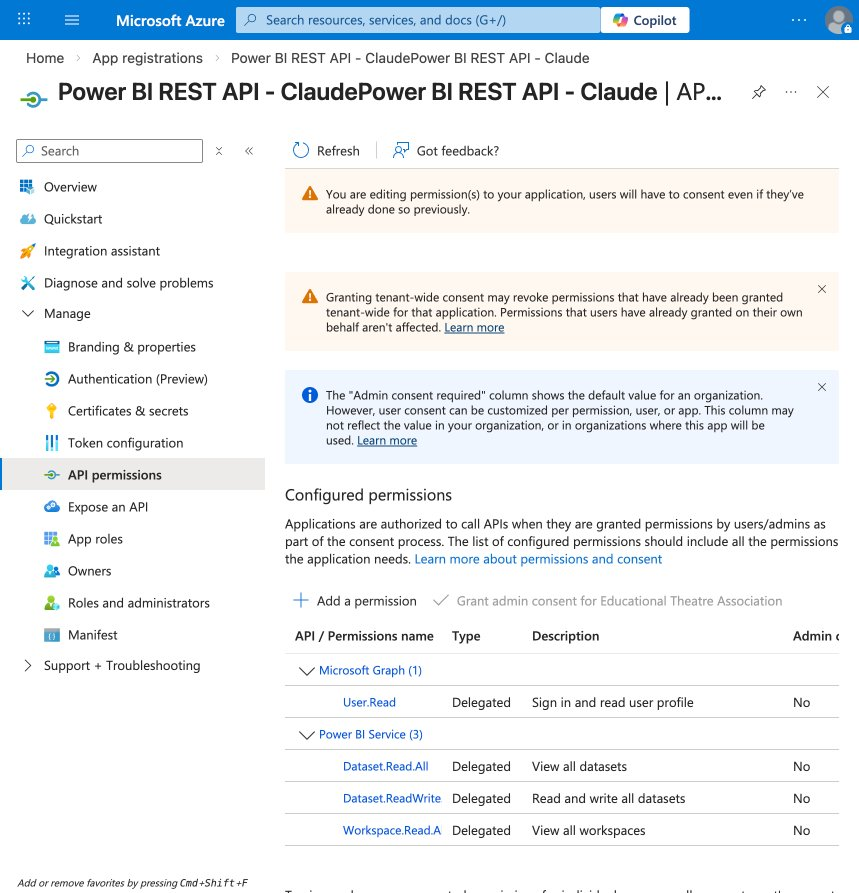 Microsoft Azure
Search resources, services, and docs (G+/)
Copilot
Home > App registrations > Power BI REST API - ClaudePower BI REST API - Claude
Power BI REST API - ClaudePower BI REST API - Claude | AP...
Search
Overview
Quickstart
Integration assistant
Diagnose and solve problems
Manage
Branding & properties
Authentication (Preview)
Certificates & secrets
Token configuration
API permissions
Expose an API
App roles
Owners
Roles and administrators
Manifest
Support + Troubleshooting
Add or remove favorites by pressing Cmd+Shift+F
Refresh
Got feedback?
You are editing permission(s) to your application, users will have to consent even if they've
already done so previously.
Granting tenant-wide consent may revoke permissions that have already been granted
tenant-wide for that application. Permissions that users have already granted on their own
behalf aren't affected. Learn more
The "Admin consent required" column shows the default value for an organization.
However, user consent can be customized per permission, user, or app. This column may
not reflect the value in your organization, or in organizations where this app will be
used. Learn more
Configured permissions
Applications are authorized to call APIs when they are granted permissions by users/admins as
part of the consent process. The list of configured permissions should include all the permissions
the application needs. Learn more about permissions and consent
Add a permission
Grant admin consent for Educational Theatre Association
API / Permissions name Type Description Admin c
Microsoft Graph (1)
User.Read Delegated Sign in and read user profile No
Power BI Service (3)
Dataset.Read.All Delegated View all datasets No
Dataset.ReadWrite Delegated Read and write all datasets No
Workspace.Read.A Delegated View all workspaces No